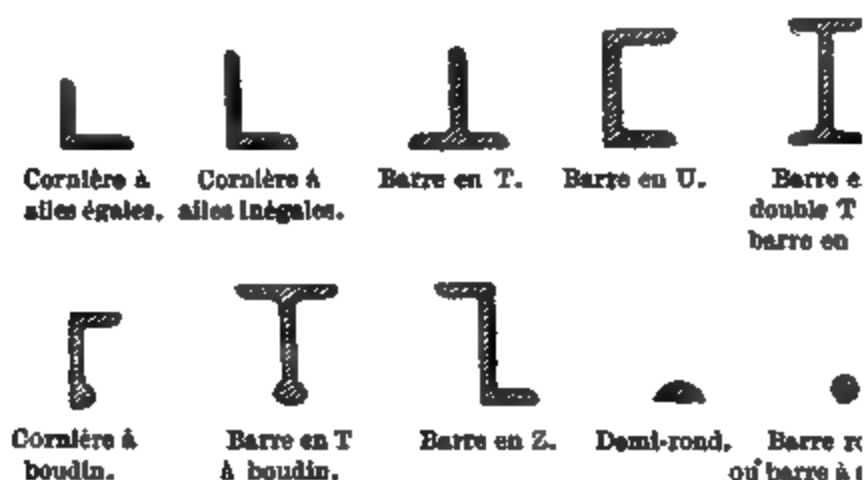 Cornière à
ailes égales.
Cornière à
ailes inégales.
Barre en T.
Barre en U.
Barre
double T
barre en
Cornière à
boudin.
Barre en T
à boudin.
Barre en Z.
Demi-rond.
Barre
ou barre à